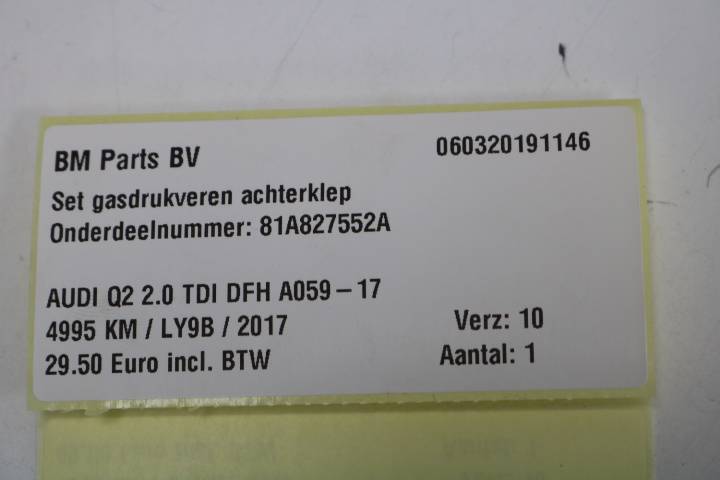 BM Parts BV 060320191146
Set gasdrukveren achterklep
Onderdeelnummer: 81A827552A
AUDI Q2 2.0 TDI DFH A059-17
4995 KM / LY9B / 2017 Verz: 10
29.50 Euro incl. BTW Aantal: 1